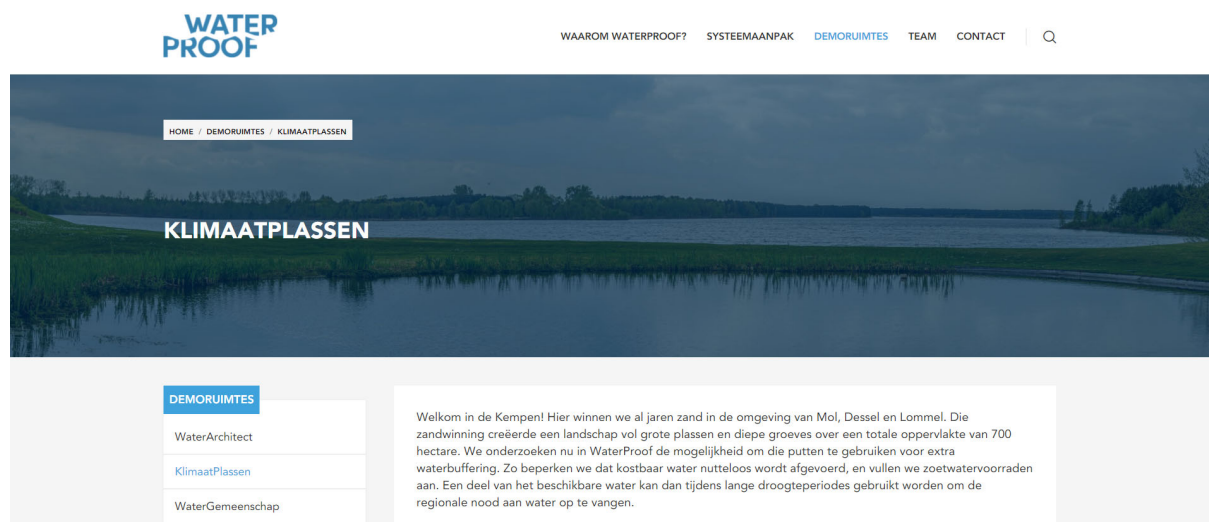 WATER
PROOF
WAAROM WATERPROOF? SYSTEEMAANPAK DEMORUIMTES TEAM CONTACT
HOME / DEMORUIMTES / KLIMAATPLASSEN
KLIMAATPLASSEN
DEMORUIMTES
WaterArchitect
KlimaatPlassen
WaterGemeenschap
Welkom in de Kempen! Hier winnen we al jaren zand in de omgeving van Mol, Dessel en Lommel. Die
zandwinning creëerde een landschap vol grote plassen en diepe groeves over een totale oppervlakte van 700
hectare. We onderzoeken nu in WaterProof de mogelijkheid om die putten te gebruiken voor extra
waterbuffering. Zo beperken we dat kostbaar water nutteloos wordt afgevoerd, en vullen we zoetwatervoorraden
aan. Een deel van het beschikbare water kan dan tijdens lange droogteperiodes gebruikt worden om de
regionale nood aan water op te vangen.